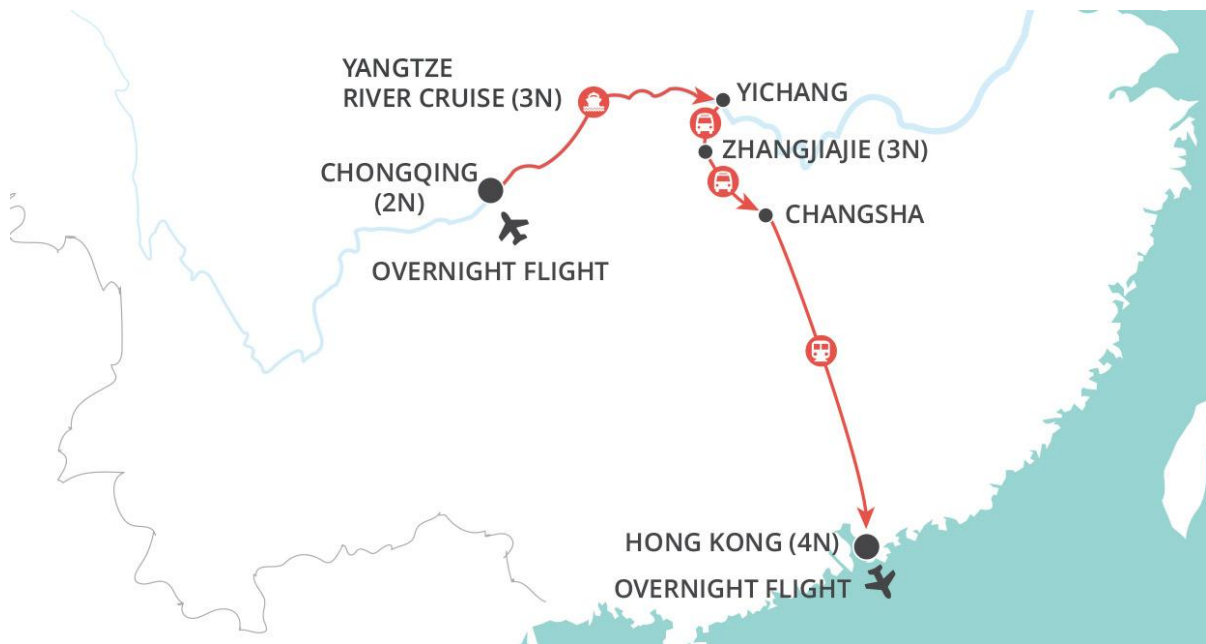 YANGTZE
RIVER CRUISE (3N)
YICHANG
ZHANGJIAJIE (3N)
CHONGQING
(2N)
CHANGSHA
OVERNIGHT FLIGHT
HONG KONG (4N)
OVERNIGHT FLIGHT